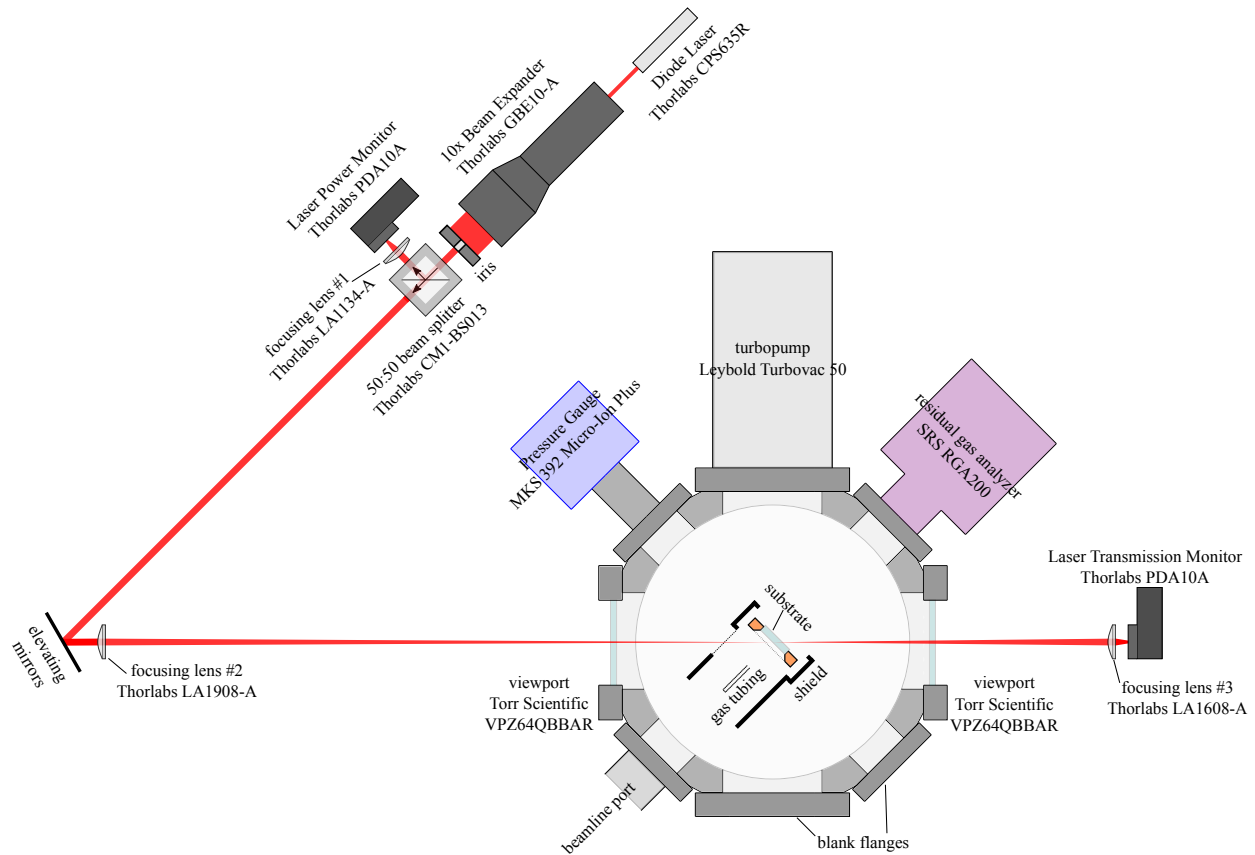 Diode Laser
Thorlabs CPS635R
10x Beam Expander
Thorlabs GBE10-A
Laser Power Monitor
Thorlabs PDA10A
iris
focusing lens #1
Thorlabs LA1134-A
50:50 beam splitter
Thorlabs CM1-BS013
turbopump
Leybold Turbovac 50
Pressure Gauge
MKS 392 Micro-Ion Plus
residual gas analyzer
SRS RGA200
Laser Transmission Monitor
Thorlabs PDA10A
substrate
elevating
mirrors
focusing lens #2
Thorlabs LA1908-A
viewport
Torr Scientific
VPZ64QBBAR
gas tubing
shield
viewport
Torr Scientific
VPZ64QBBAR
focusing lens #3
Thorlabs LA1608-A
beamline port
blank flanges